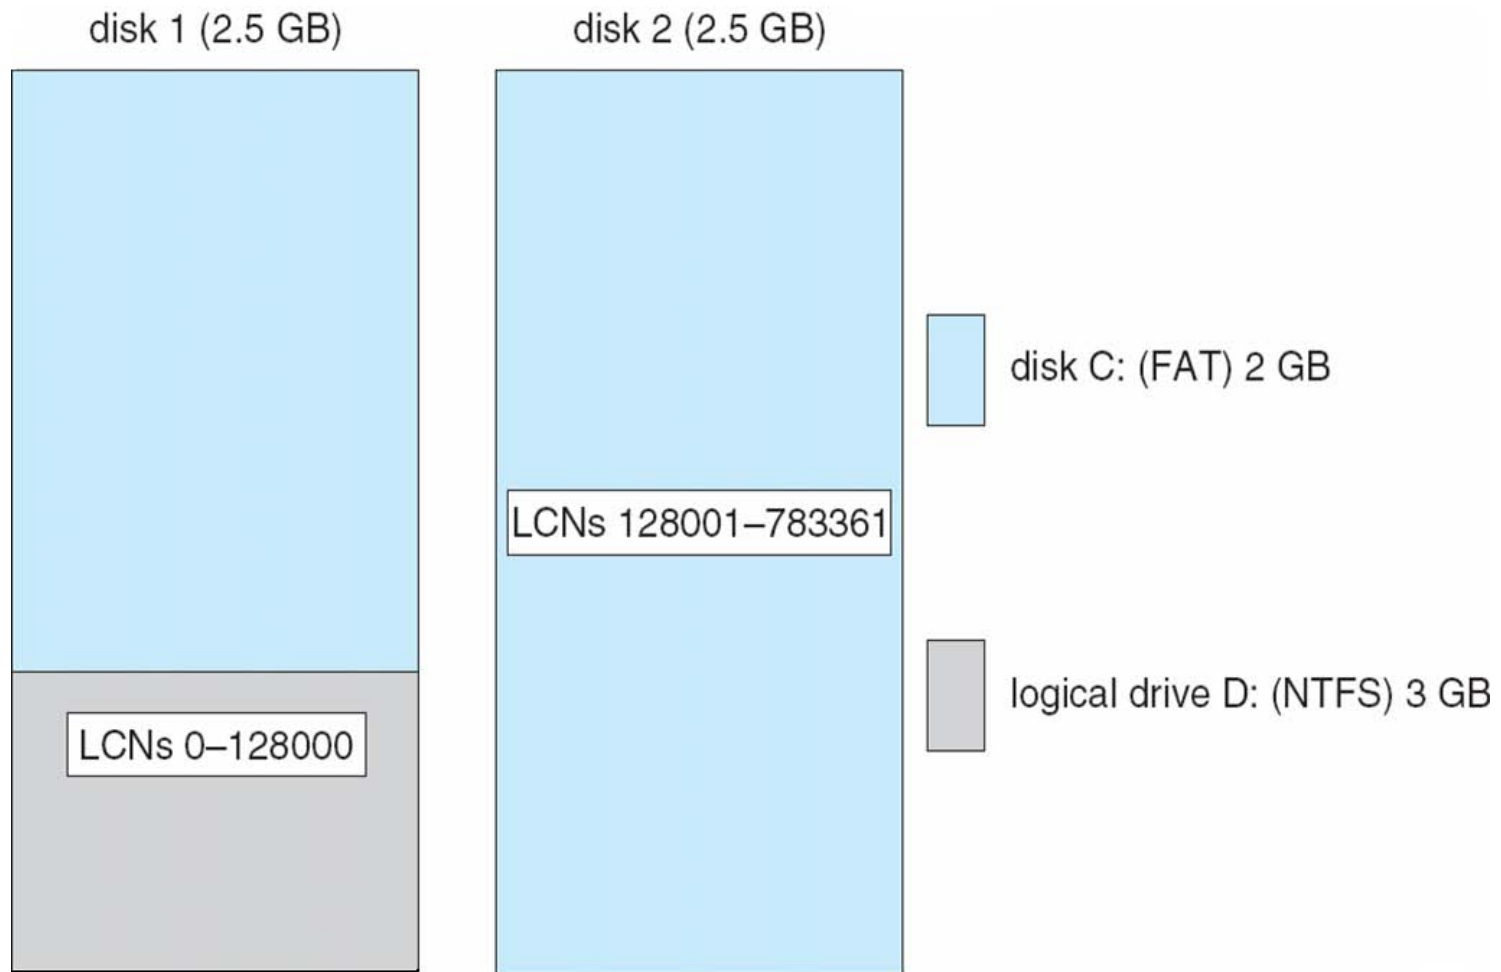 disk 1 (2.5 GB)
disk 2 (2.5 GB)
disk C: (FAT) 2 GB
LCNs 128001–783361
logical drive D: (NTFS) 3 GB
LCNs 0–128000